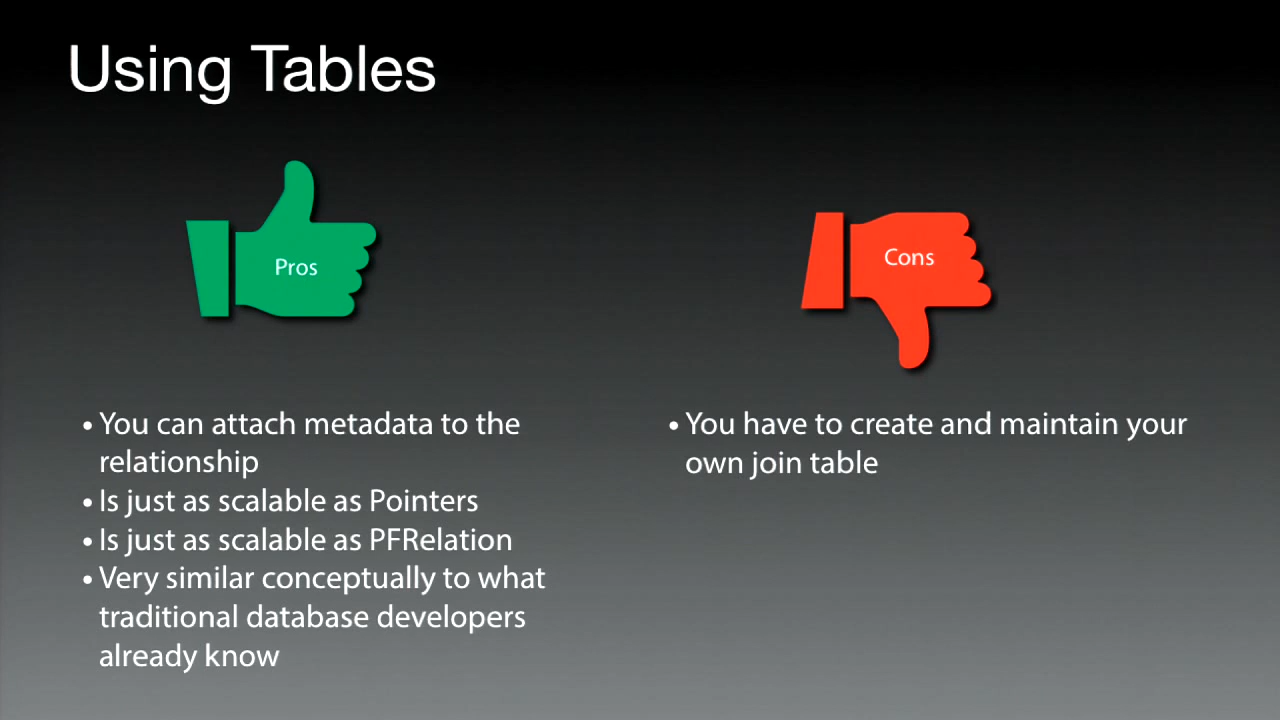 Using Tables
Pros
Cons
• You can attach metadata to the
relationship
• Is just as scalable as Pointers
• Is just as scalable as PFRelation
• Very similar conceptually to what
traditional database developers
already know
• You have to create and maintain your
own join table